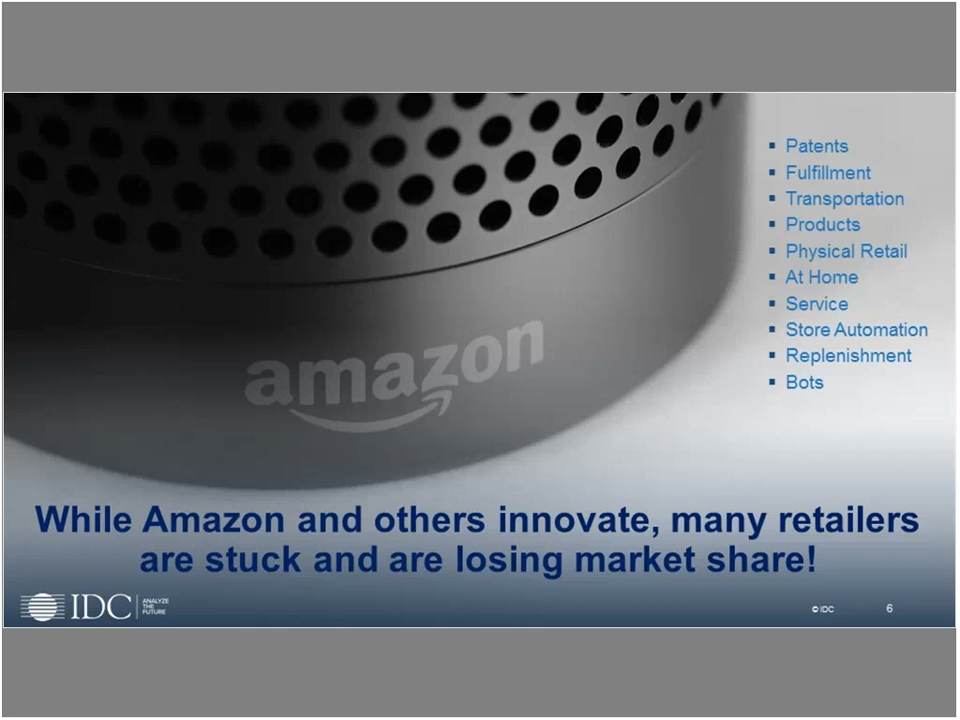 Patents
Fulfillment
Transportation
Products
Physical Retail
At Home
Service
Store Automation
Replenishment
Bots
amazon
While Amazon and others innovate, many retailers
are stuck and are losing market share!
IDC
ANALYZE
THE
FUTURE
© IDC
6